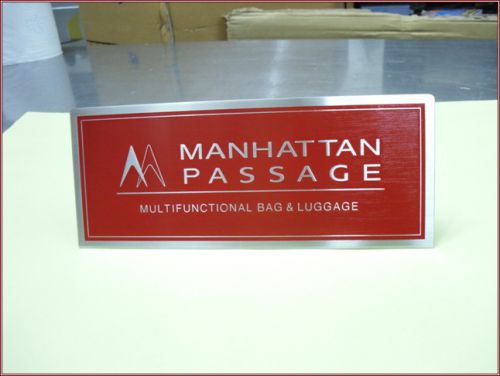 MANHATTAN
PASSAGE
MULTIFUNCTIONAL BAG & LUGGAGE